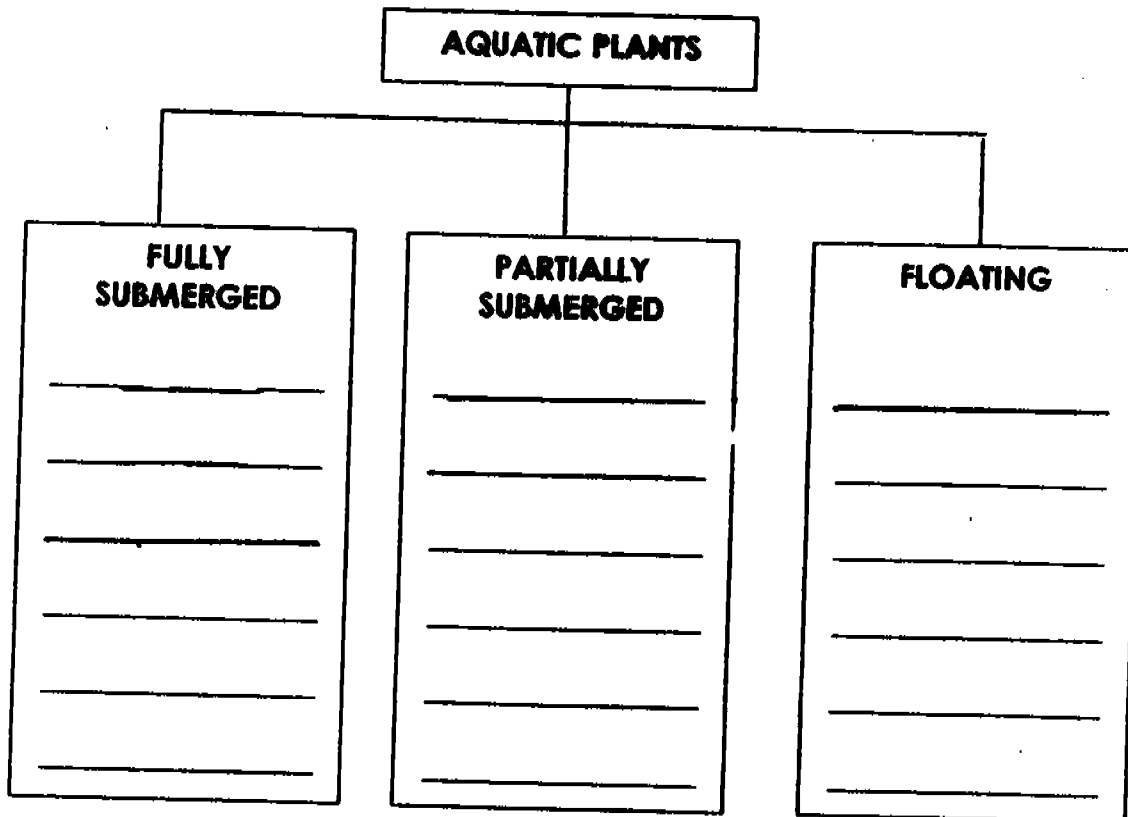 AQUATIC PLANTS
FULLY
SUBMERGED
PARTIALLY
SUBMERGED
FLOATING